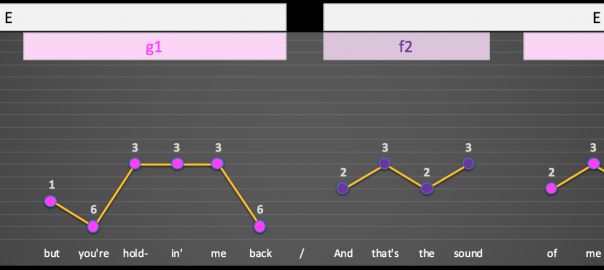 E E
g1 f2
3 3 3 3 3 3
1 2 2 2
6 6
but you're hold- in' me back / And that's the sound of me